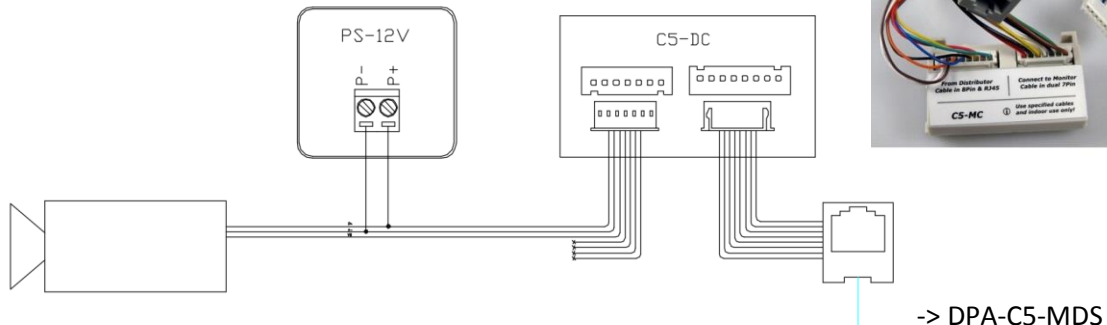 PS-12V
P-
P+
C5-DC
From Distributor
Cable in 8Pin & RJ45
Connect to Monitor
Cable in dual 7Pin
C5-MC
Use specified cables
and indoor use only!
-> DPA-C5-MDS